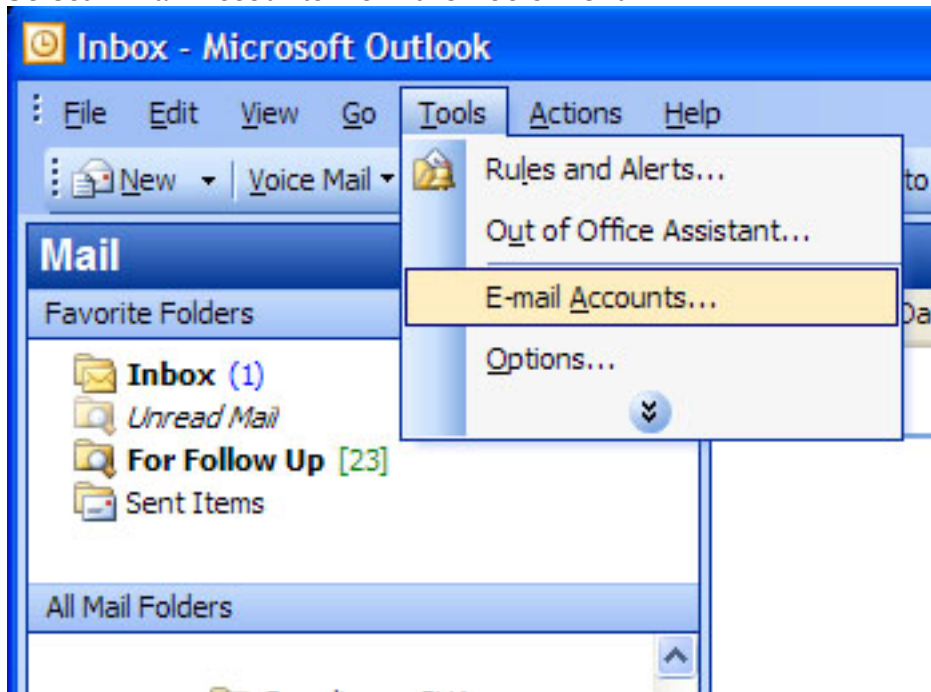 Inbox - Microsoft Outlook
File Edit View Go Tools Actions Help
New Voice Mail
Rules and Alerts...
Out of Office Assistant...
E-mail Accounts...
Options...
Mail
Favorite Folders
Inbox (1)
Unread Mail
For Follow Up [23]
Sent Items
All Mail Folders